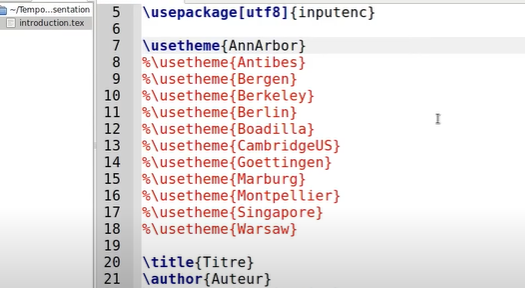 ~/Tempo...sentation
introduction.tex
5 \usepackage[utf8]{inputenc}
6
7 \usetheme{AnnArbor}
8 %\usetheme{Antibes}
9 %\usetheme{Bergen}
10 %\usetheme{Berkeley}
11 %\usetheme{Berlin}
12 %\usetheme{Boadilla}
13 %\usetheme{CambridgeUS}
14 %\usetheme{Goettingen}
15 %\usetheme{Marburg}
16 %\usetheme{Montpellier}
17 %\usetheme{Singapore}
18 %\usetheme{Warsaw}
19
20 \title{Titre}
21 \author{Auteur}